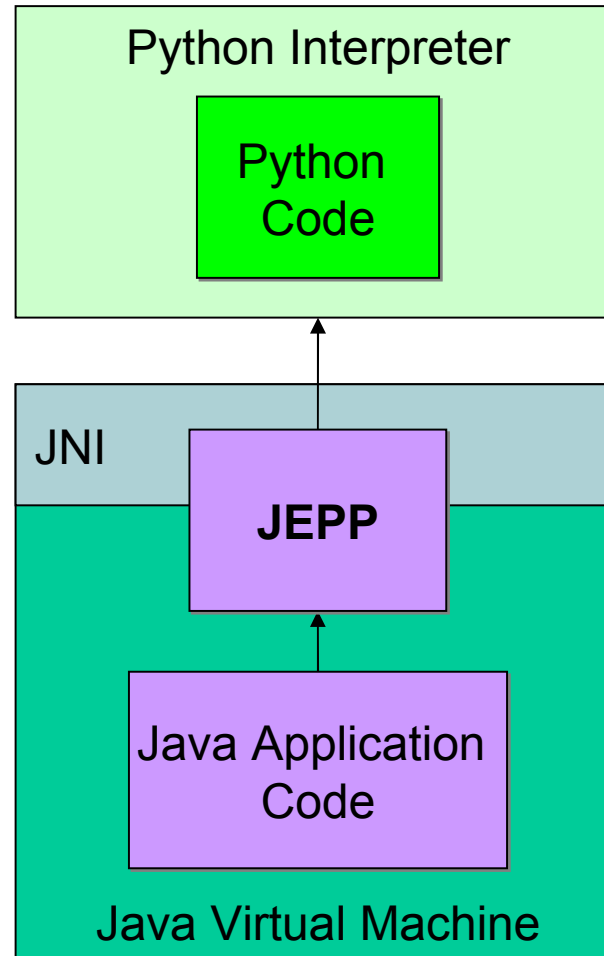 Python Interpreter
Python
Code
JNI
JEPP
Java Application
Code
Java Virtual Machine